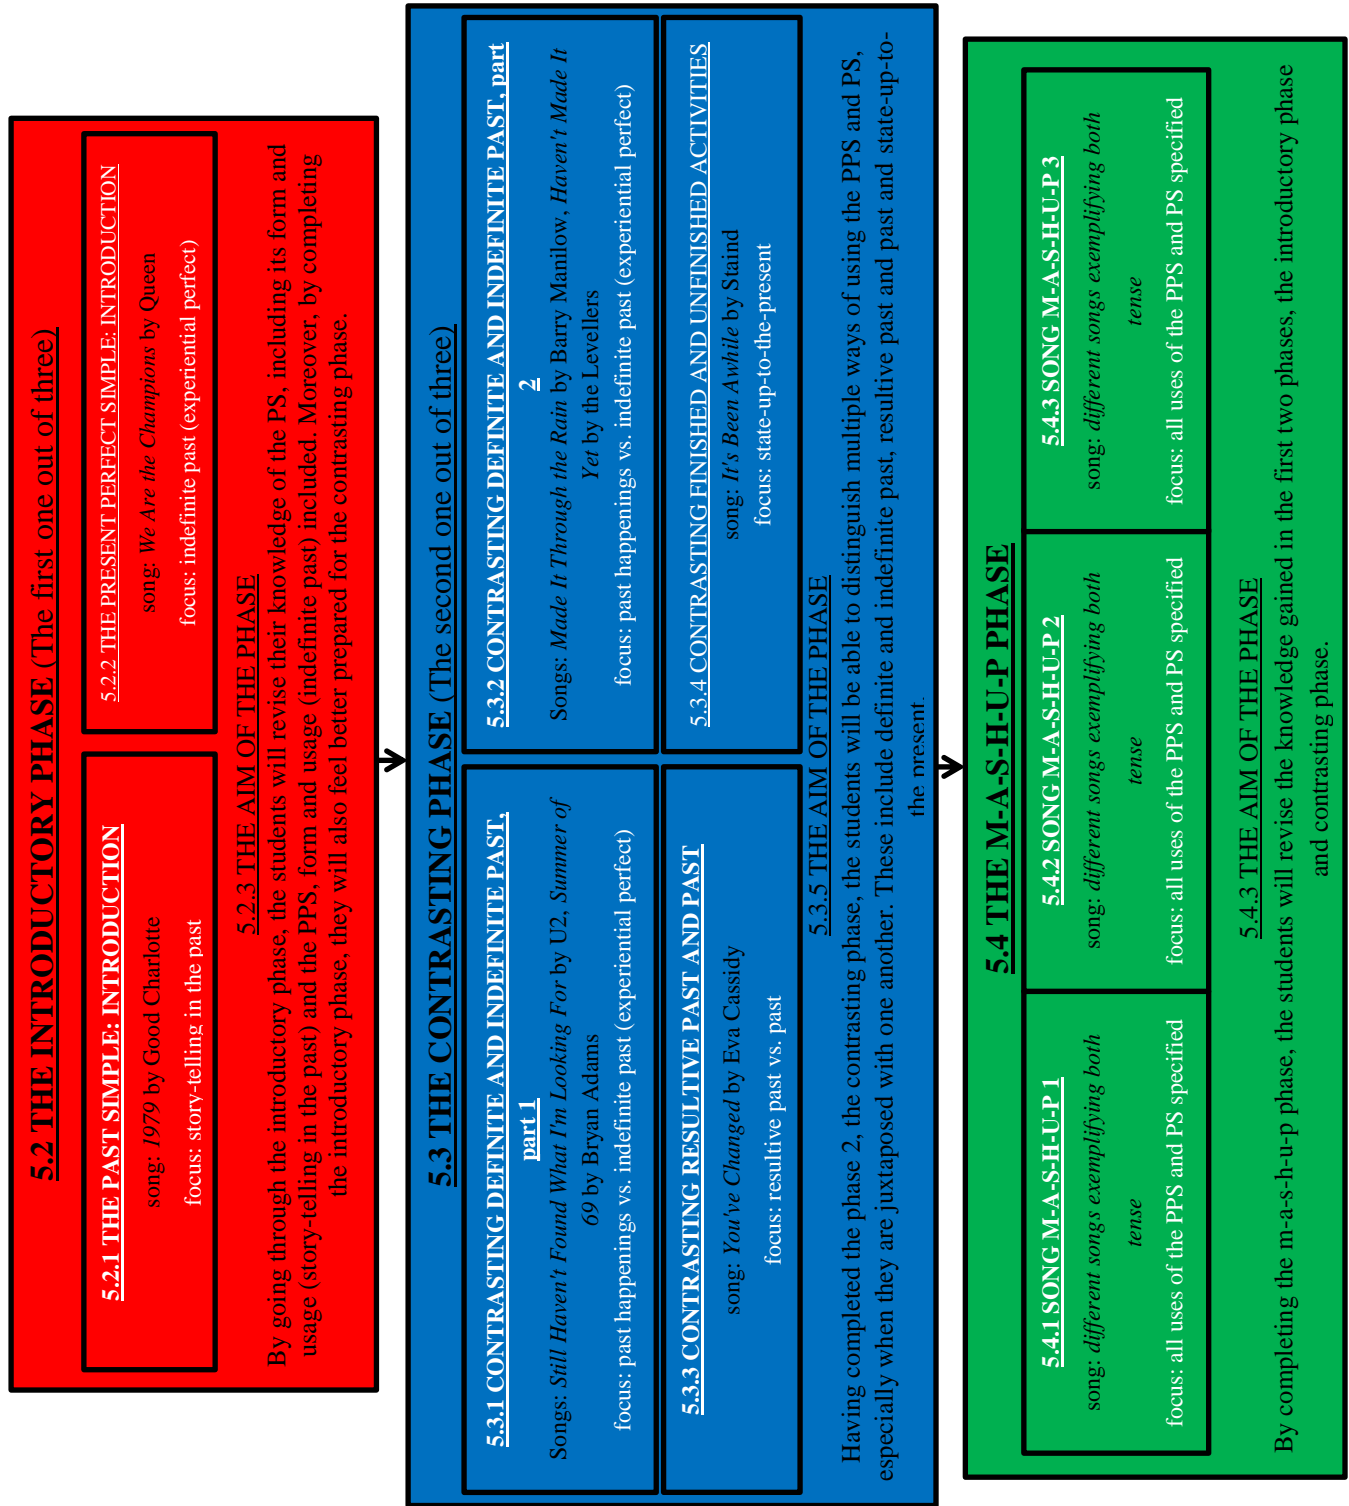 5.2 THE INTRODUCTORY PHASE (The first one out of three)
5.2.1 THE PAST SIMPLE: INTRODUCTION
song: 1979 by Good Charlotte
focus: story-telling in the past
5.2.2 THE PRESENT PERFECT SIMPLE: INTRODUCTION
song: We Are the Champions by Queen
focus: indefinite past (experiential perfect)
5.2.3 THE AIM OF THE PHASE
By going through the introductory phase, the students will revise their knowledge of the PS, including its form and
usage (story-telling in the past) and the PPS, form and usage (indefinite past) included. Moreover, by completing
the introductory phase, they will also feel better prepared for the contrasting phase.
5.3 THE CONTRASTING PHASE (The second one out of three)
5.3.1 CONTRASTING DEFINITE AND INDEFINITE PAST,
part 1
Songs: Still Haven't Found What I'm Looking For by U2, Summer of
69 by Bryan Adams
focus: past happenings vs. indefinite past (experiential perfect)
5.3.2 CONTRASTING DEFINITE AND INDEFINITE PAST, part
2
Songs: Made It Through the Rain by Barry Manilow, Haven't Made It
Yet by the Levellers
focus: past happenings vs. indefinite past (experiential perfect)
5.3.3 CONTRASTING RESULTIVE PAST AND PAST
song: You've Changed by Eva Cassidy
focus: resultive past vs. past
5.3.4 CONTRASTING FINISHED AND UNFINISHED ACTIVITIES
song: It's Been Awhile by Staind
focus: state-up-to-the-present
5.3.5 THE AIM OF THE PHASE
Having completed the phase 2, the contrasting phase, the students will be able to distinguish multiple ways of using the PPS and PS,
especially when they are juxtaposed with one another. These include definite and indefinite past, resultive past and past and state-up-to-
the present.
5.4 THE M-A-S-H-U-P PHASE
5.4.1 SONG M-A-S-H-U-P 1
song: different songs exemplifying both
tense
focus: all uses of the PPS and PS specified
5.4.2 SONG M-A-S-H-U-P 2
song: different songs exemplifying both
tense
focus: all uses of the PPS and PS specified
5.4.3 SONG M-A-S-H-U-P 3
song: different songs exemplifying both
tense
focus: all uses of the PPS and PS specified
5.4.3 THE AIM OF THE PHASE
By completing the m-a-s-h-u-p phase, the students will revise the knowledge gained in the first two phases, the introductory phase
and contrasting phase.